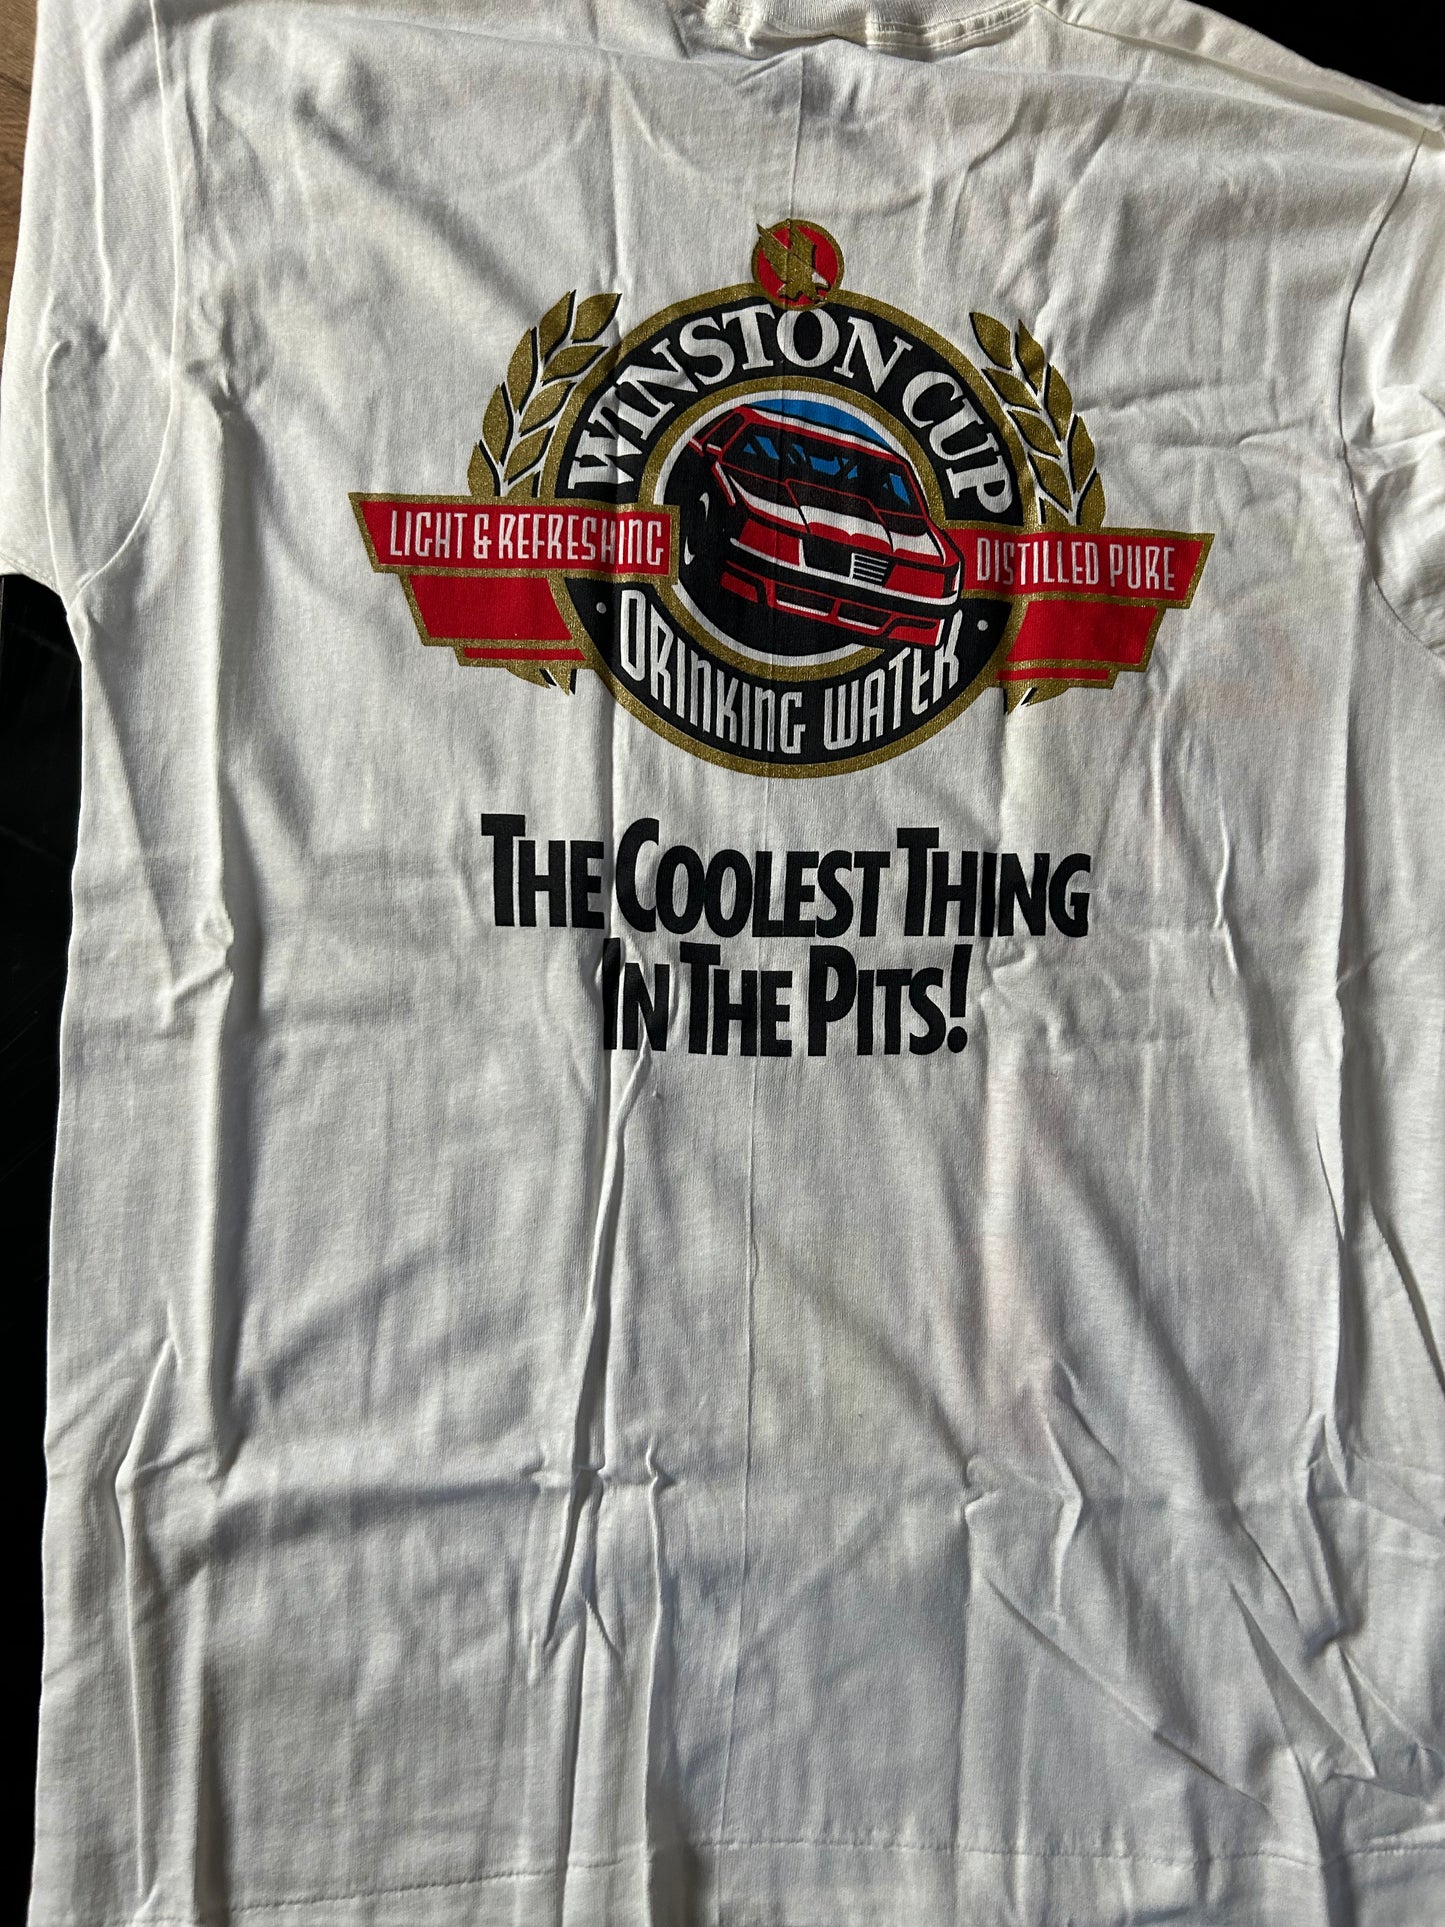 WINSTON CUP
LIGHT & REFRESHING
DISTILLED PURE
DRINKING WATER
THE COOLEST THING
IN THE PITS!